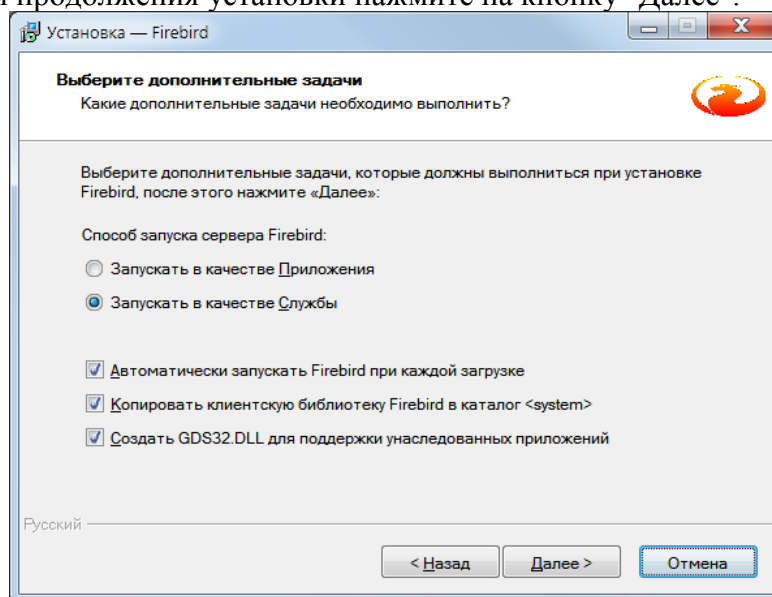 продолжения установки нажмите на кнопку "Далее".
Установка — Firebird
Выберите дополнительные задачи
Какие дополнительные задачи необходимо выполнить?
Выберите дополнительные задачи, которые должны выполниться при установке
Firebird, после этого нажмите «Далее»:
Способ запуска сервера Firebird:
Запускать в качестве Приложения
Запускать в качестве Службы
Автоматически запускать Firebird при каждой загрузке
Копировать клиентскую библиотеку Firebird в каталог <system>
Создать GDS32.DLL для поддержки унаследованных приложений
Русский
< Назад Далее > Отмена